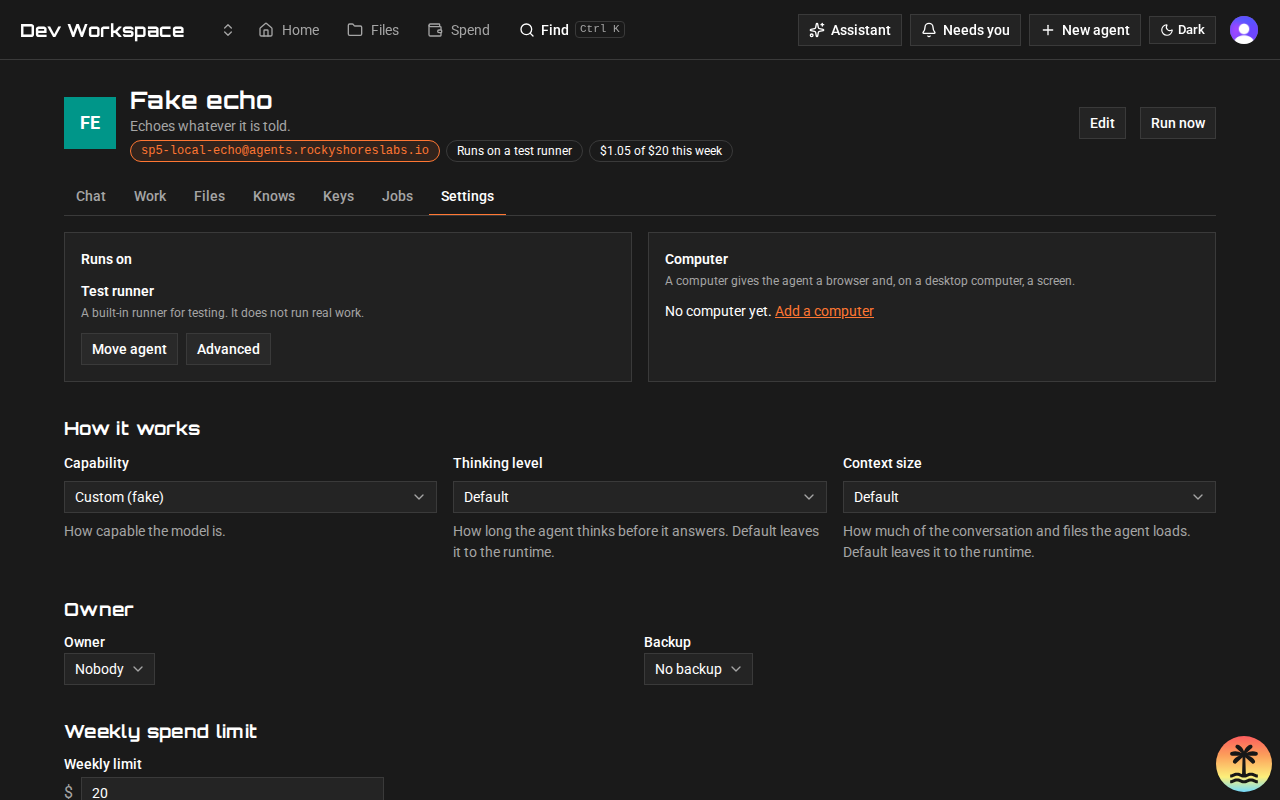 Dev Workspace
Home
Files
Spend
Find Ctrl K
Assistant
Needs you
New agent
Dark
FE
Fake echo
Echoes whatever it is told.
sp5-local-echo@agents.rockyshoreslabs.io
Runs on a test runner
$1.05 of $20 this week
Edit
Run now
Chat
Work
Files
Knows
Keys
Jobs
Settings
Runs on
Test runner
A built-in runner for testing. It does not run real work.
Move agent
Advanced
Computer
A computer gives the agent a browser and, on a desktop computer, a screen.
No computer yet. Add a computer
How it works
Capability
Custom (fake)
How capable the model is.
Thinking level
Default
How long the agent thinks before it answers. Default leaves
it to the runtime.
Context size
Default
How much of the conversation and files the agent loads.
Default leaves it to the runtime.
Owner
Owner
Nobody
Backup
No backup
Weekly spend limit
Weekly limit
$ 20